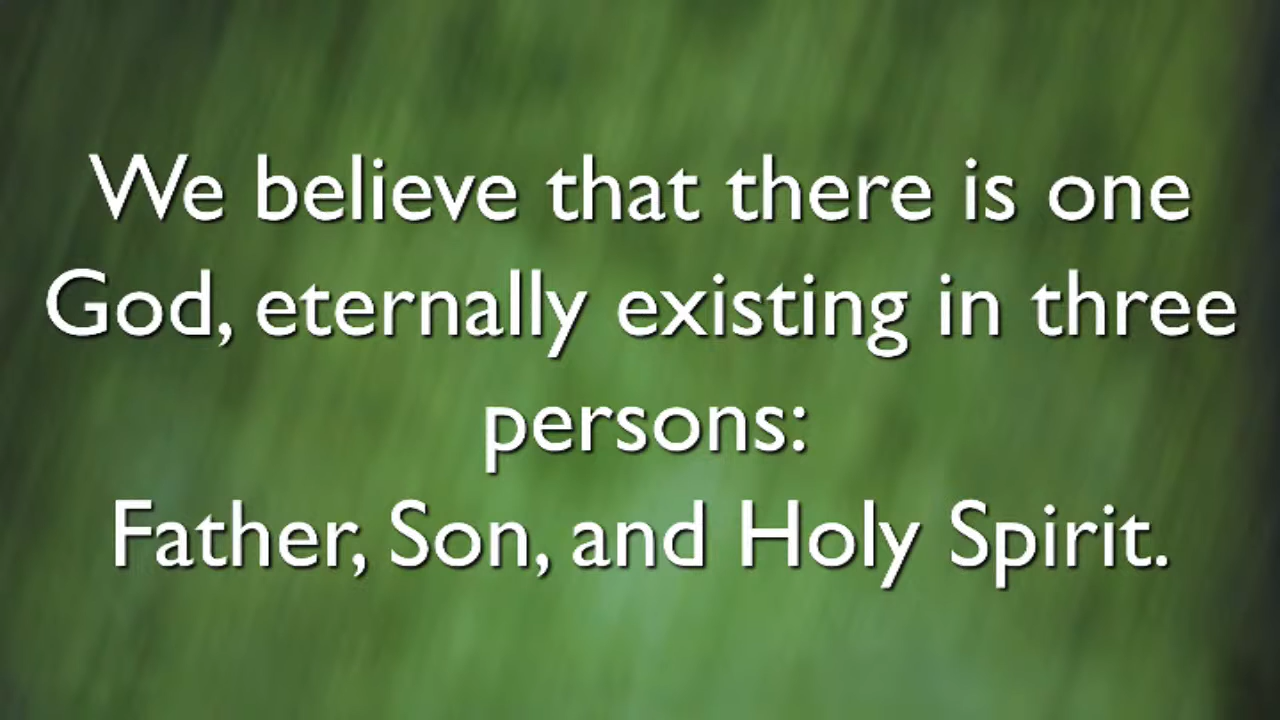 We believe that there is one
God, eternally existing in three
persons:
Father, Son, and Holy Spirit.